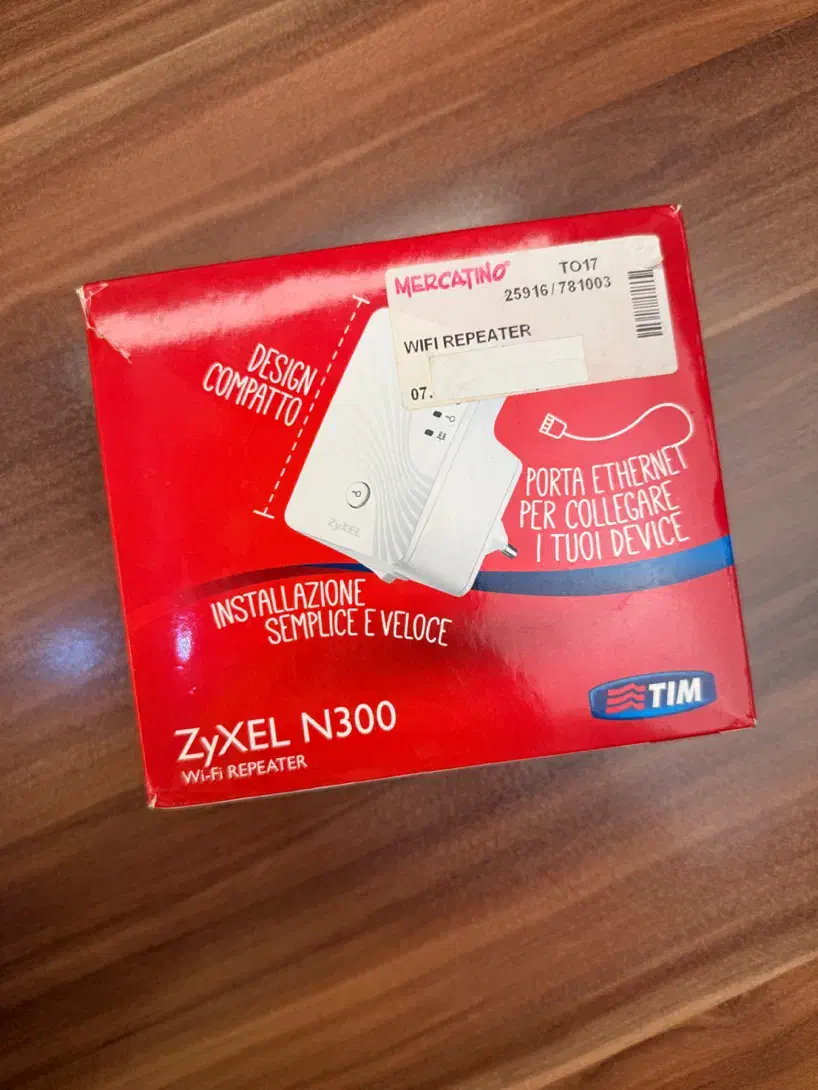 MERCATINO
TO17
25916/781003
WIFI REPEATER
07.
DESIGN
COMPATTO
PORTA ETHERNET
PER COLLEGARE
I TUOI DEVICE
ZyXEL
INSTALLAZIONE
SEMPLICE E VELOCE
TIM
ZyXEL N300
Wi-Fi REPEATER